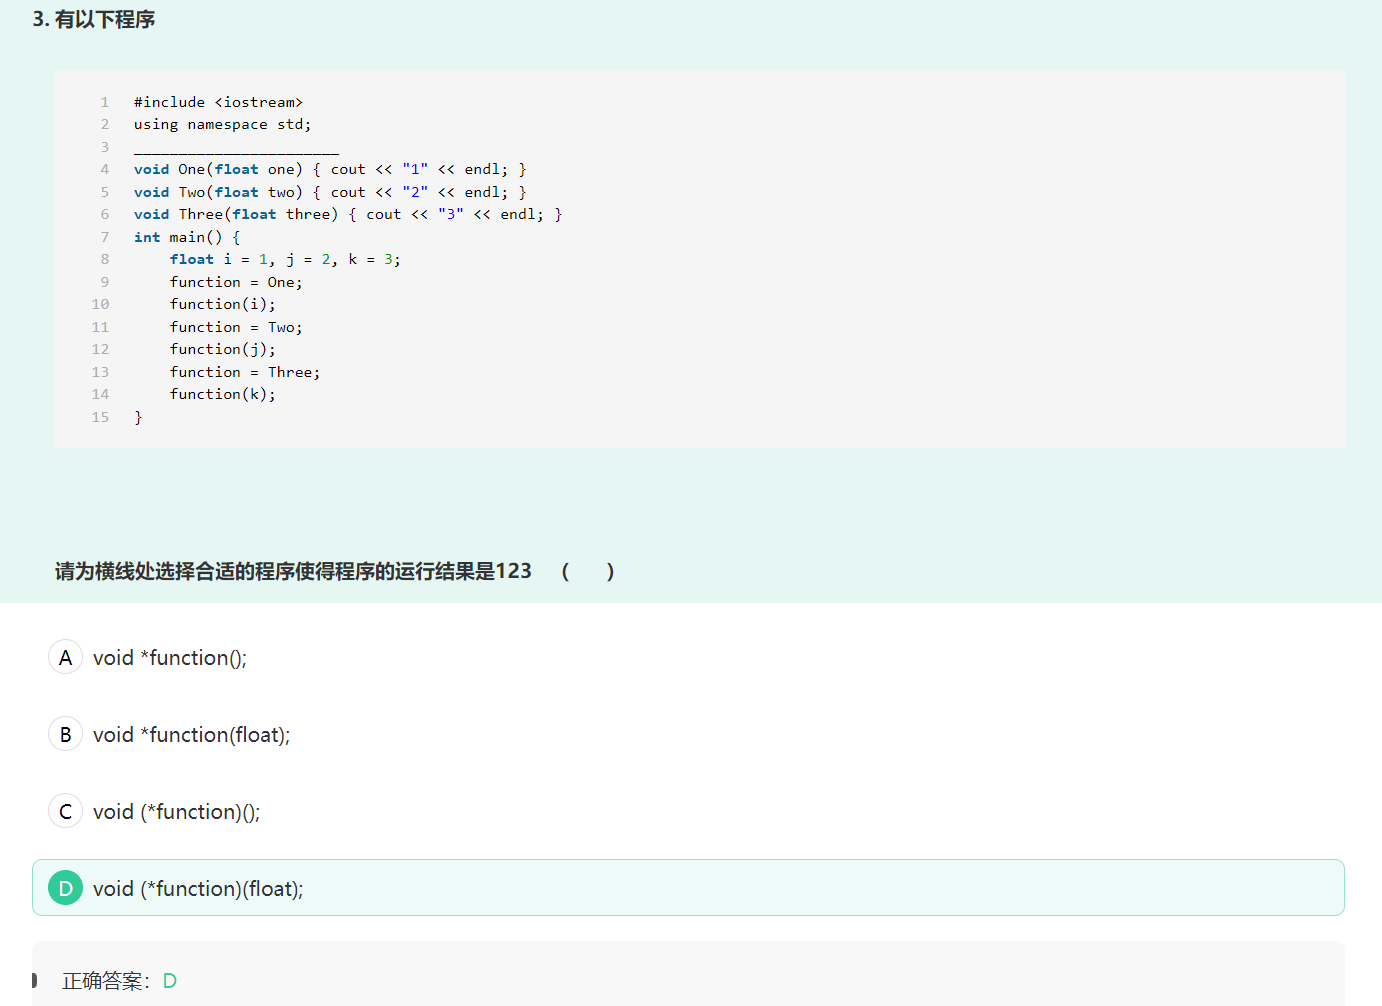 3. 有以下程序
1 #include <iostream>
2 using namespace std;
3 _______________________
4 void One(float one) { cout << "1" << endl; }
5 void Two(float two) { cout << "2" << endl; }
6 void Three(float three) { cout << "3" << endl; }
7 int main() {
8     float i = 1, j = 2, k = 3;
9     function = One;
10     function(i);
11     function = Two;
12     function(j);
13     function = Three;
14     function(k);
15 }
请为横线处选择合适的程序使得程序的运行结果是123 （  ）
A void *function();
B void *function(float);
C void (*function)();
D void (*function)(float);
正确答案：D